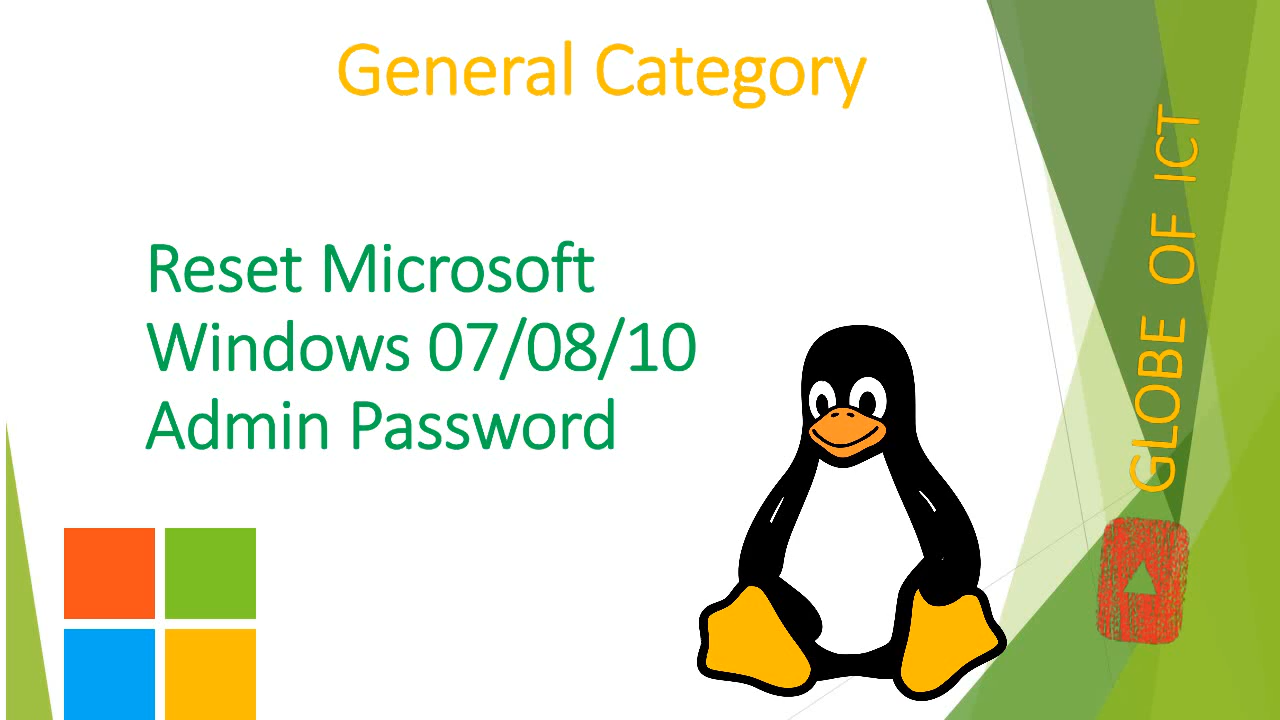 General Category
Reset Microsoft
Windows 07/08/10
Admin Password
GLOBE OF ICT